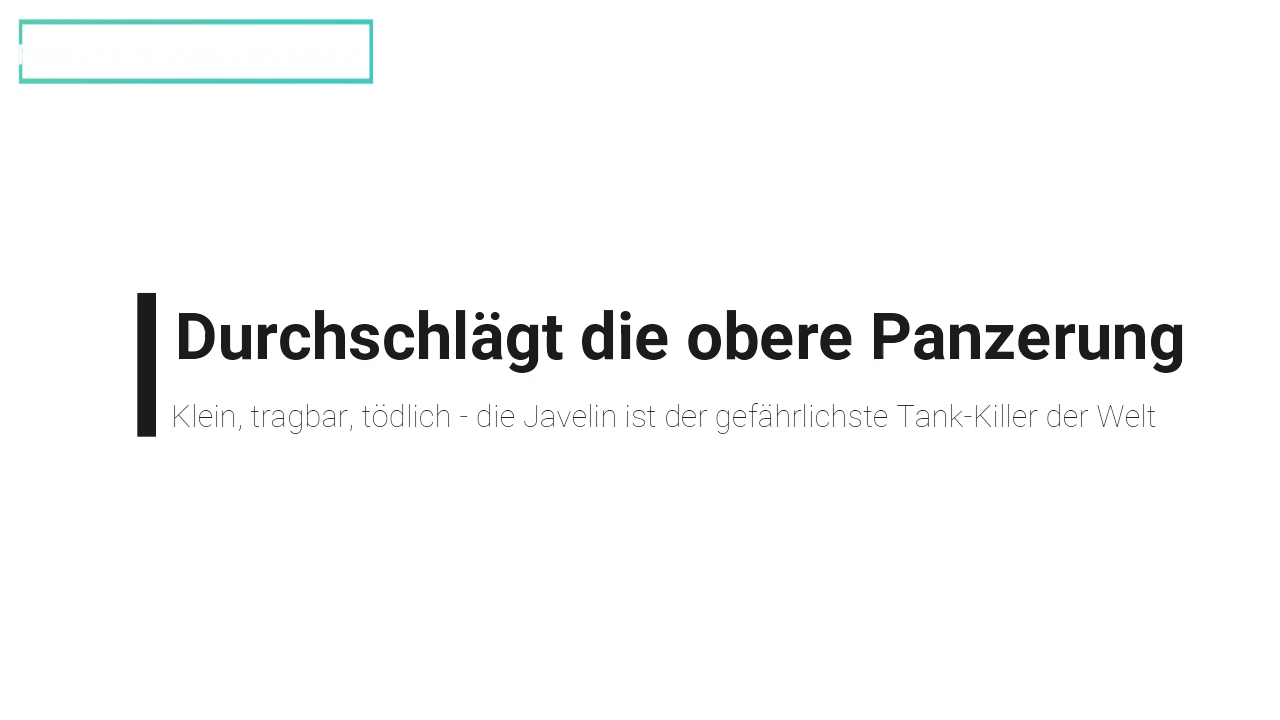 Durchschlägt die obere Panzerung
Klein, tragbar, tödlich - die Javelin ist der gefährlichste Tank-Killer der Welt